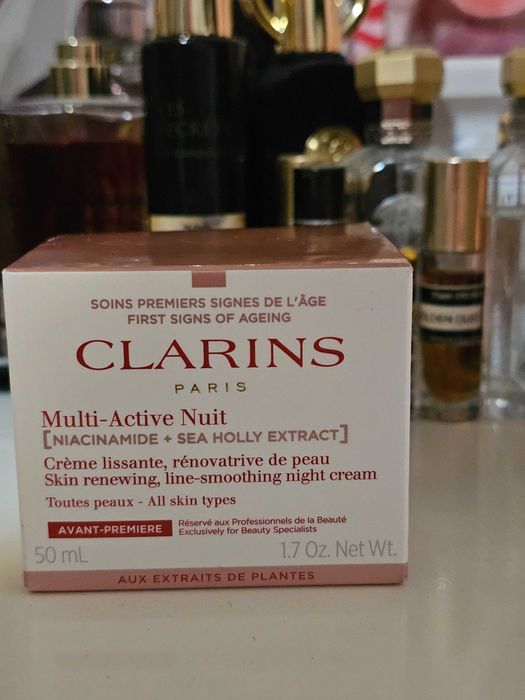 SOINS PREMIERS SIGNES DE L'ÂGE
FIRST SIGNS OF AGEING
CLARINS
PARIS
Multi-Active Nuit
[NIACINAMIDE + SEA HOLLY EXTRACT]
Crème lissante, rénovatrive de peau
Skin renewing, line-smoothing night cream
Toutes peaux - All skin types
AVANT-PREMIERE Réservé aux Professionnels de la Beauté
Exclusively for Beauty Specialists
50 mL 1.7 Oz. Net Wt.
AUX EXTRAITS DE PLANTES